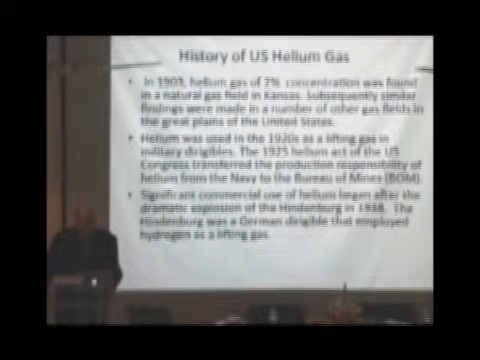 History of US Helium Gas
• In 1903, helium gas of 2% concentration was found
in a natural gas field in Kansas. Subsequently similar
findings were made in a number of other gas fields in
the great plains of the United States.
• Helium was used in the 1920s as a lifting gas in
military dirigibles. The 1925 helium act of the US
Congress transferred the production responsibility of
helium from the Navy to the Bureau of Mines (BOM).
• Significant commercial use of helium began after the
dramatic explosion of the Hindenburg in 1938. The
Hindenburg was a German dirigible that employed
hydrogen as a lifting gas.